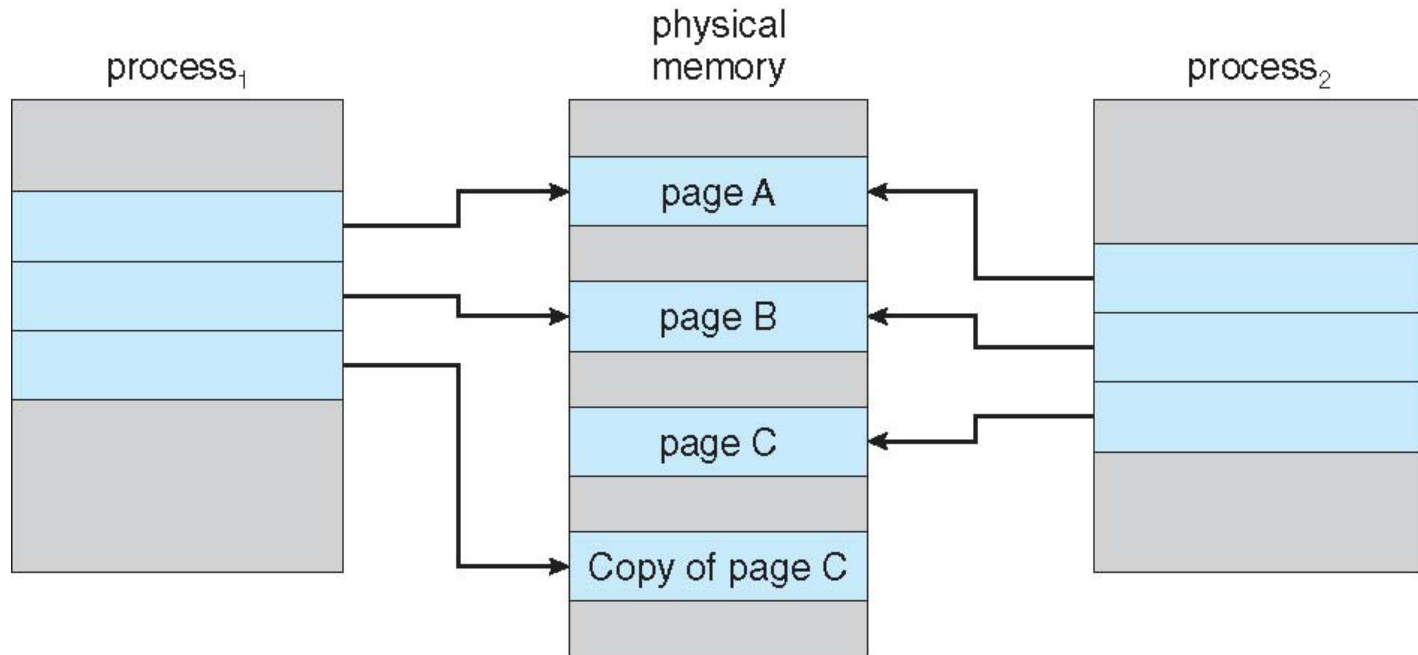 process₁
physical
memory
process₂
page A
page B
page C
Copy of page C